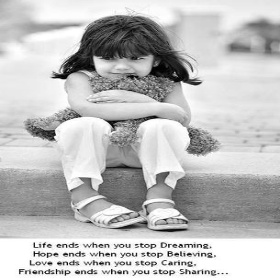 Life ends when you stop Dreaming,
Hope ends when you stop Believing,
Love ends when you stop Caring,
Friendship ends when you stop Sharing...